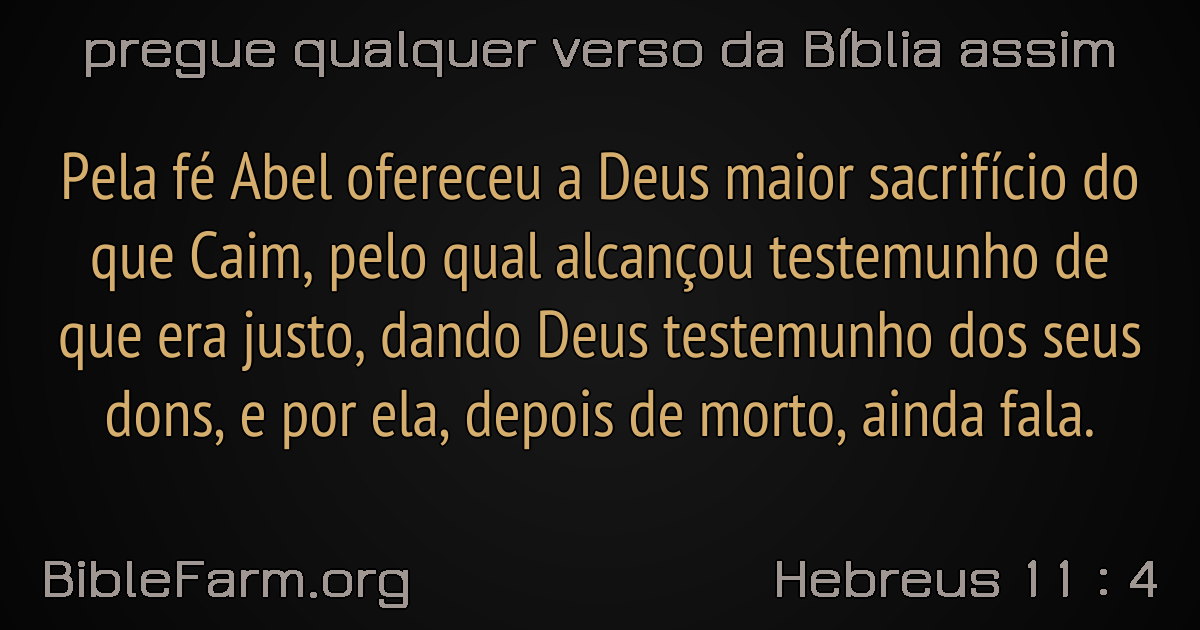 pregue qualquer verso da Bíblia assim
Pela fé Abel ofereceu a Deus maior sacrifício do
que Caim, pelo qual alcançou testemunho de
que era justo, dando Deus testemunho dos seus
dons, e por ela, depois de morto, ainda fala.
BibleFarm.org
Hebreus 11 : 4